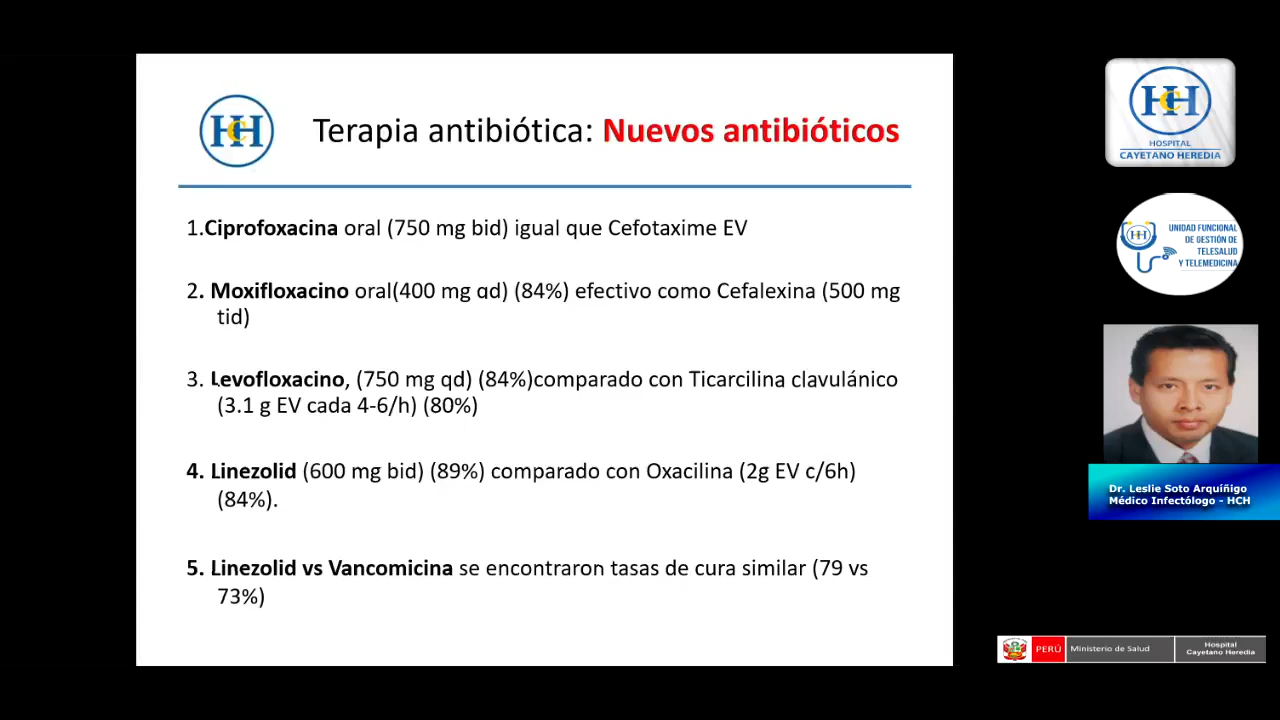 HCH
Terapia antibiótica: Nuevos antibióticos
1.Ciprofoxacina oral (750 mg bid) igual que Cefotaxime EV
2. Moxifloxacino oral(400 mg qd) (84%) efectivo como Cefalexina (500 mg
tid)
3. Levofloxacino, (750 mg qd) (84%)comparado con Ticarcilina clavulánico
(3.1 g EV cada 4-6/h) (80%)
4. Linezolid (600 mg bid) (89%) comparado con Oxacilina (2g EV c/6h)
(84%).
5. Linezolid vs Vancomicina se encontraron tasas de cura similar (79 vs
73%)
HCH
HOSPITAL
CAYETANO HEREDIA
HCH
UNIDAD FUNCIONAL
DE GESTIÓN DE
TELESALUD
Y TELEMEDICINA
Dr. Leslie Soto Arquíñigo
Médico Infectólogo - HCH
PERÚ
Ministerio de Salud
Hospital
Cayetano Heredia